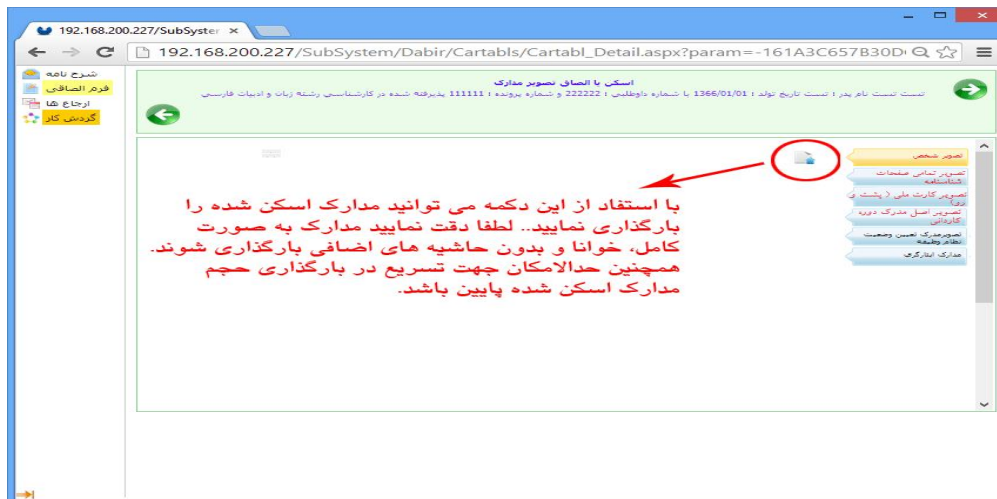 192.168.200.227/SubSyster
192.168.200.227/SubSystem/Dabir/Cartabls/Cartabl_Detail.aspx?param=-161A3C657B30D
شرح نامه
فرم الصاقی
ارجاع ها
گردش کار
اسکن یا الصاق تصویر مدارک
تست تست نام پدر : تست تاریخ تولد : 1366/01/01 با شماره داوطلبی : 222222 و شماره پرونده : 111111 پذیرفته شده در کارشناسی رشته زبان و ادبیات فارسی
تصویر شخص
تصویر تمامی صفحات
شناسنامه
تصویر کارت ملی ( پشت و
رو)
تصویر اصل مدرک دوره
کاردانی
تصویرمدرک تعیین وضعیت
نظام وظیفه
مدارک ایثارگری
با استفاد از این دکمه می توانید مدارک اسکن شده را
بارگذاری نمایید.. لطفا دقت نمایید مدارک به صورت
کامل، خوانا و بدون حاشیه های اضافی بارگذاری شوند.
همچنین حدالامکان جهت تسریع در بارگذاری حجم
مدارک اسکن شده پایین باشد.